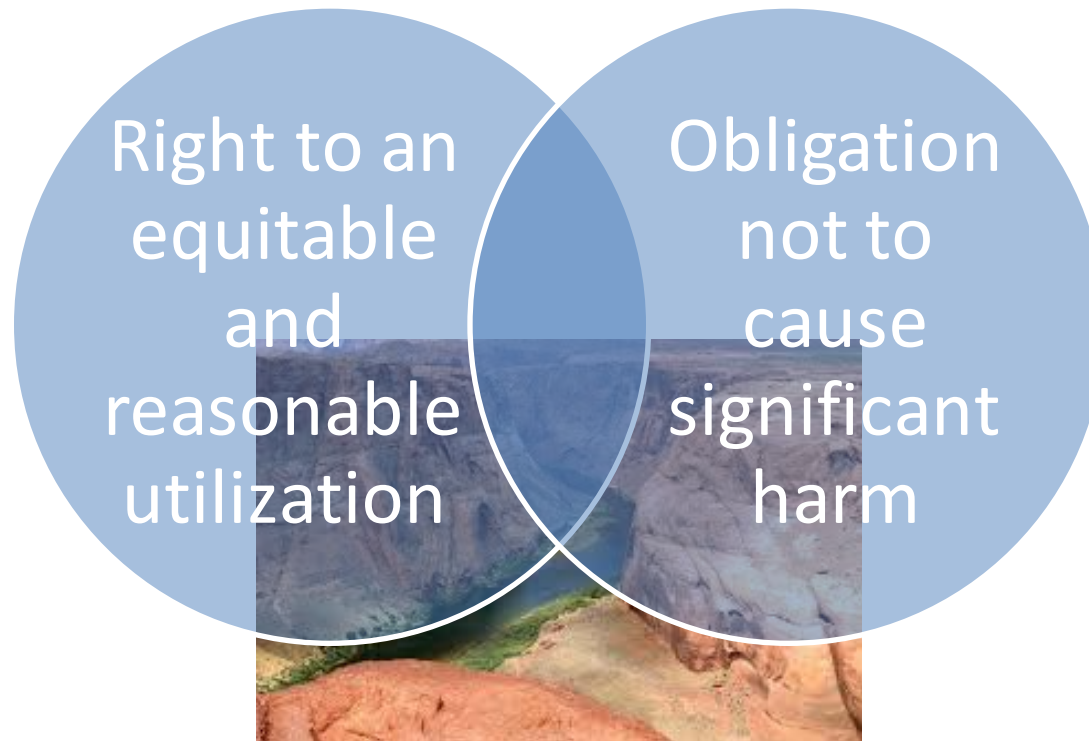 Right to an
equitable
and
reasonable
utilization
Obligation
not to
cause
significant
harm